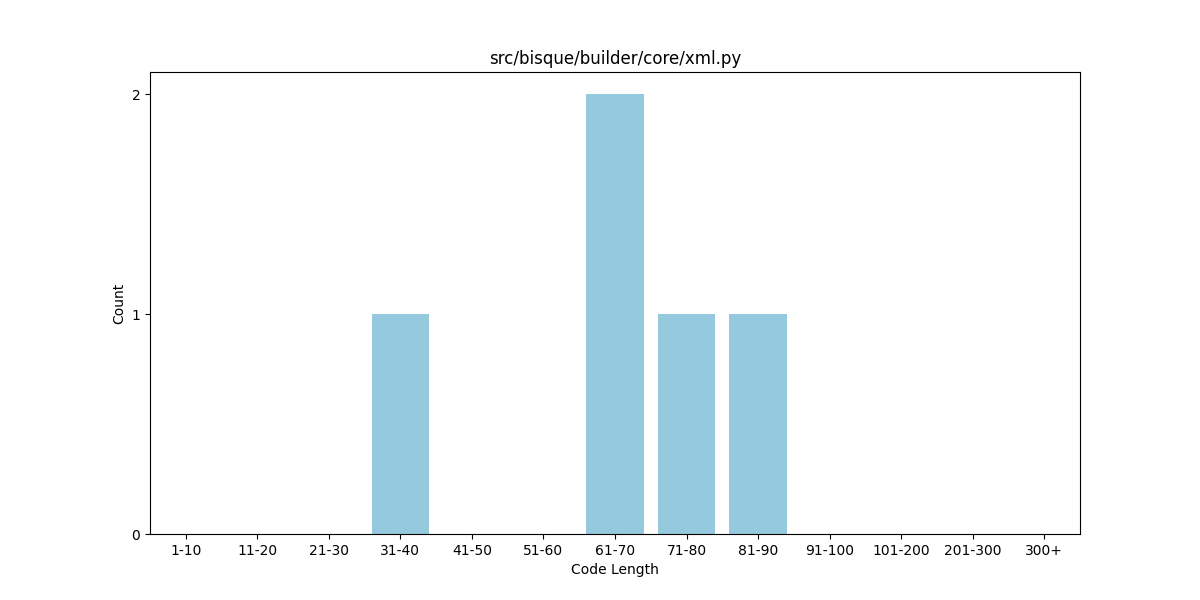 src/bisque/builder/core/xml.py
2
1
0
Count
1-10 11-20 21-30 31-40 41-50 51-60 61-70 71-80 81-90 91-100 101-200 201-300 300+
Code Length